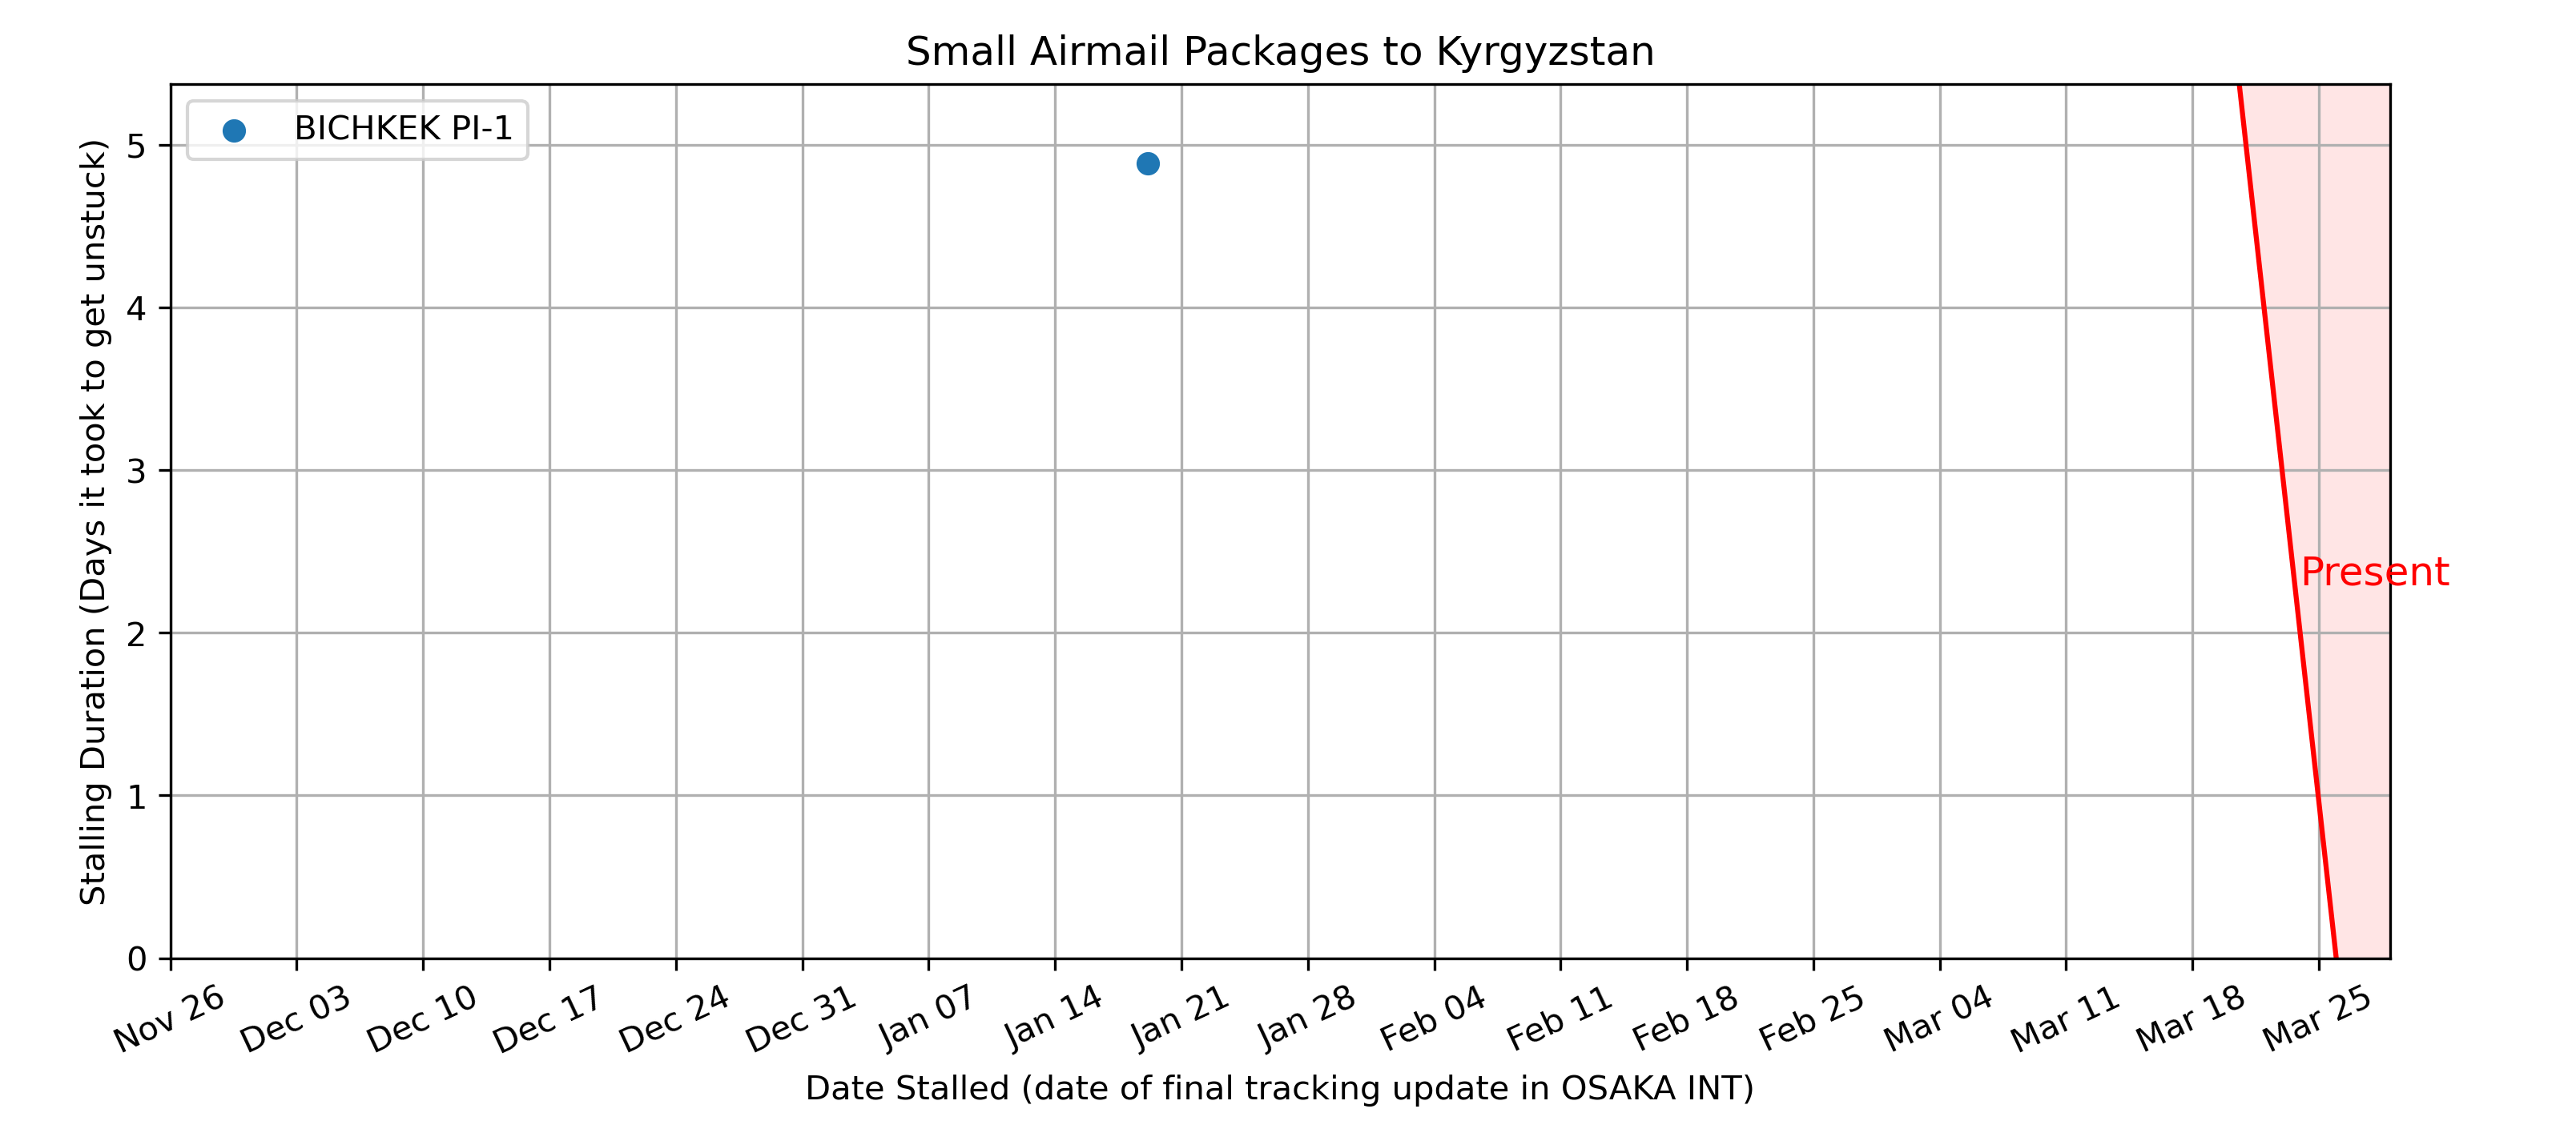 Small Airmail Packages to Kyrgyzstan
BICHKEK PI-1
Stalling Duration (Days it took to get unstuck)
5
4
3
2
1
0
Present
Nov 26
Dec 03
Dec 10
Dec 17
Dec 24
Dec 31
Jan 07
Jan 14
Jan 21
Jan 28
Feb 04
Feb 11
Feb 18
Feb 25
Mar 04
Mar 11
Mar 18
Mar 25
Date Stalled (date of final tracking update in OSAKA INT)